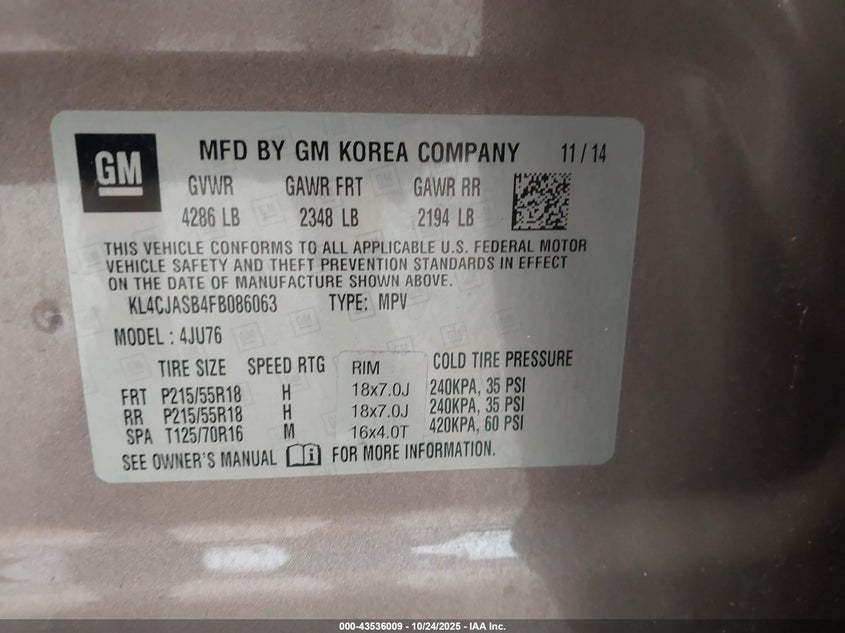 GM
MFD BY GM KOREA COMPANY 11 / 14
GVWR GAWR FRT GAWR RR
4286 LB 2348 LB 2194 LB
THIS VEHICLE CONFORMS TO ALL APPLICABLE U.S. FEDERAL MOTOR
VEHICLE SAFETY AND THEFT PREVENTION STANDARDS IN EFFECT
ON THE DATE OF MANUFACTURE SHOWN ABOVE.
KL4CJASB4FB086063 TYPE: MPV
MODEL : 4JU76
TIRE SIZE SPEED RTG RIM COLD TIRE PRESSURE
FRT P215/55R18 H 18x7.0J 240KPA, 35 PSI
RR P215/55R18 H 18x7.0J 240KPA, 35 PSI
SPA T125/70R16 M 16x4.0T 420KPA, 60 PSI
SEE OWNER'S MANUAL FOR MORE INFORMATION.
000-43536009 - 10/24/2025 - IAA Inc.